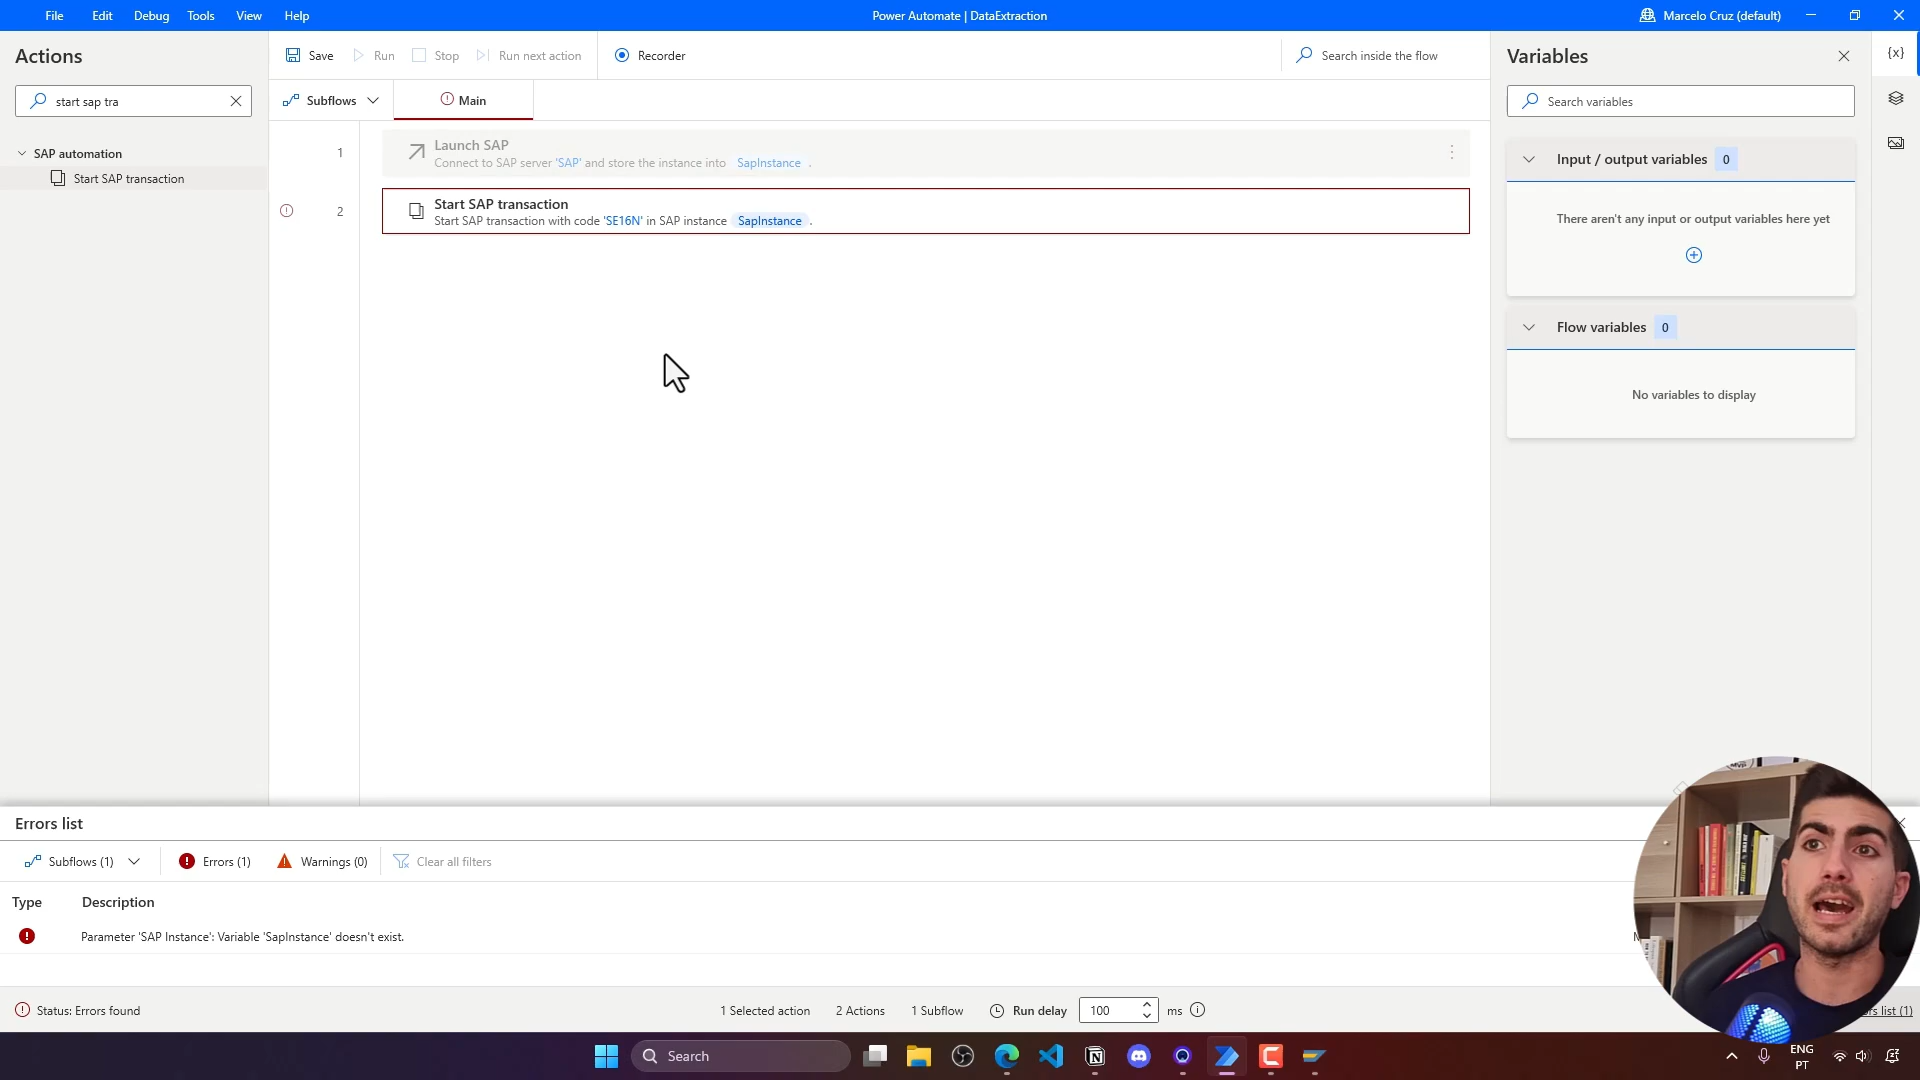 File Edit Debug Tools View Help
Power Automate | DataExtraction
Marcelo Cruz (default)
Actions
start sap tra
SAP automation
Start SAP transaction
Save Run Stop Run next action Recorder
Search inside the flow
Subflows Main
1 Launch SAP
Connect to SAP server 'SAP' and store the instance into SapInstance .
2 Start SAP transaction
Start SAP transaction with code 'SE16N' in SAP instance SapInstance .
Variables
{x}
Search variables
Input / output variables 0
There aren't any input or output variables here yet
Flow variables 0
No variables to display
Errors list
Subflows (1) Errors (1) Warnings (0) Clear all filters
Type Description
Parameter 'SAP Instance': Variable 'SapInstance' doesn't exist.
Status: Errors found
1 Selected action 2 Actions 1 Subflow Run delay 100 ms
list (1)
Search
ENG
PT